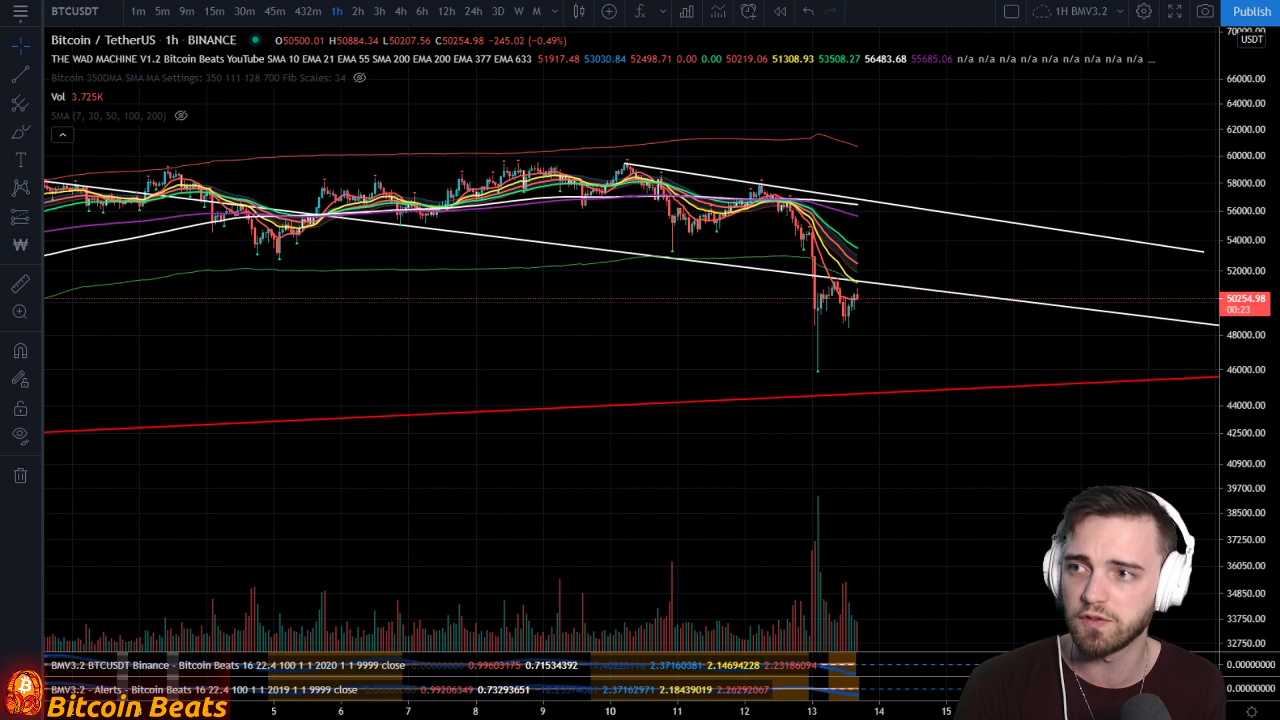 BTCUSDT 1m 5m 9m 15m 30m 45m 432m 1h 2h 3h 4h 6h 12h 24h 3D W M 1H BMV3.2 Publish
Bitcoin / TetherUS · 1h · BINANCE O50500.01 H50884.34 L50207.56 C50254.98 −245.02 (−0.49%)
THE WAD MACHINE V1.2 Bitcoin Beats YouTube SMA 10 EMA 21 EMA 55 SMA 200 EMA 200 EMA 377 EMA 633 51917.48 53030.84 52498.71 0.00 0.00 50219.06 51308.93 53508.27 56483.68 55685.06 n/a n/a n/a n/a n/a n/a n/a n/a n/a ...
Bitcoin 350DMA SMA MA Settings: 350 111 128 700 Fib Scales: 34
Vol 3.725K
SMA (7, 30, 50, 100, 200)
70000.00
USDT
66000.00
64000.00
62000.00
60000.00
58000.00
56000.00
54000.00
52000.00
50254.98
00:23
48000.00
46000.00
44000.00
42500.00
40900.00
39700.00
38500.00
37250.00
36050.00
34850.00
33750.00
32750.00
BMV3.2 BTCUSDT Binance - Bitcoin Beats 16 22.4 100 1 1 2020 1 1 9999 close 0.99603175 0.71534392 2.37160381 2.14694228 2.23186094 0.00000000
BMV3.2 - Alerts - Bitcoin Beats 16 22.4 100 1 1 2019 1 1 9999 close 0.99206349 0.73293651 2.37162971 2.18439019 2.26292067 0.00000000
5 6 7 8 9 10 11 12 13 14 15
Bitcoin Beats